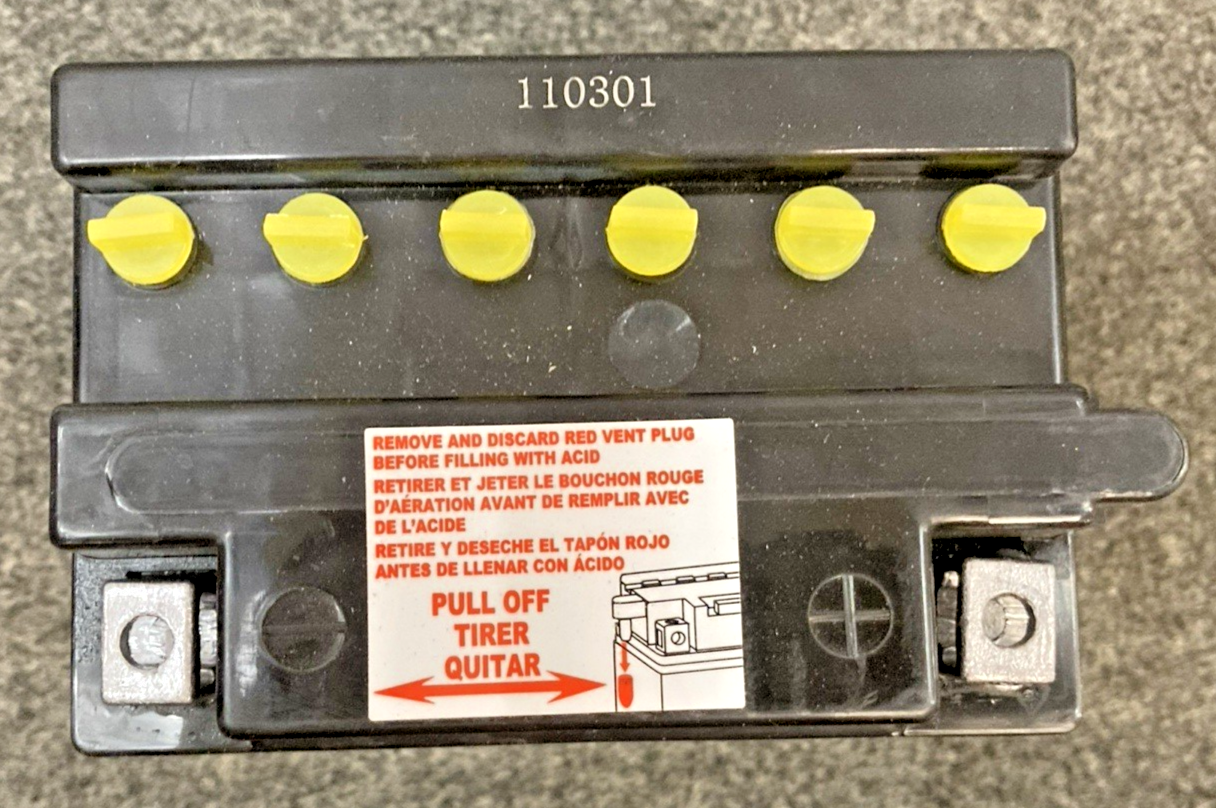 110301
REMOVE AND DISCARD RED VENT PLUG
BEFORE FILLING WITH ACID
RETIRER ET JETER LE BOUCHON ROUGE
D'AÉRATION AVANT DE REMPLIR AVEC
DE L'ACIDE
RETIRE Y DESECHE EL TAPÓN ROJO
ANTES DE LLENAR CON ÁCIDO
PULL OFF
TIRER
QUITAR